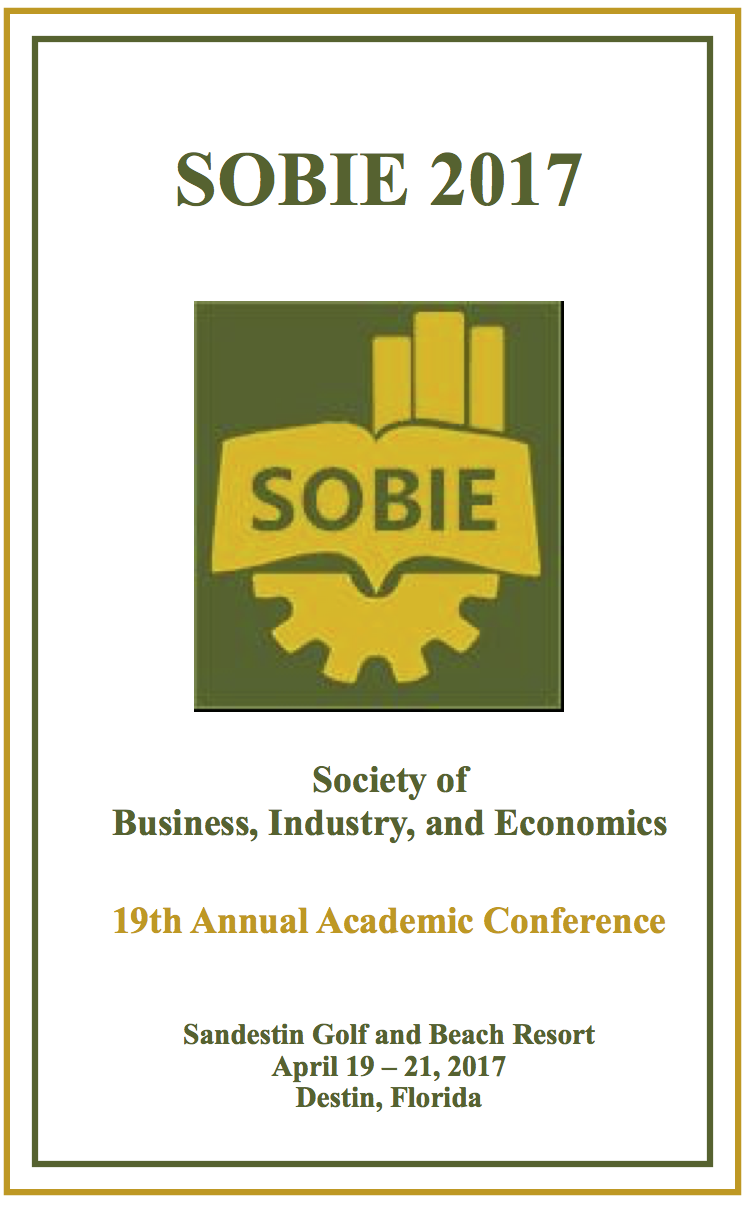 SOBIE 2017
SOBIE
Society of
Business, Industry, and Economics
19th Annual Academic Conference
Sandestin Golf and Beach Resort
April 19 – 21, 2017
Destin, Florida